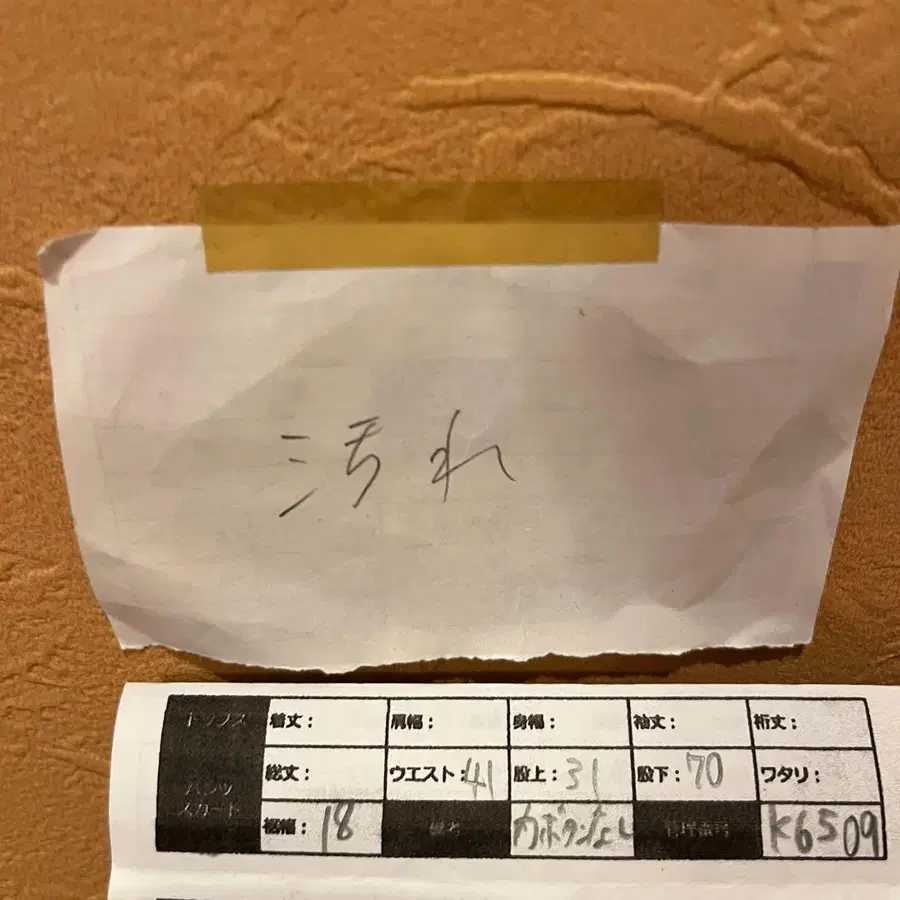 汚れ
トップス 着丈: 肩幅: 身幅: 袖丈: 裄丈:
パンツ スカート 総丈: ウエスト:41 股上:31 股下:70 ワタリ:
裾幅:18 備考 カボタンなし 管理番号 K6509